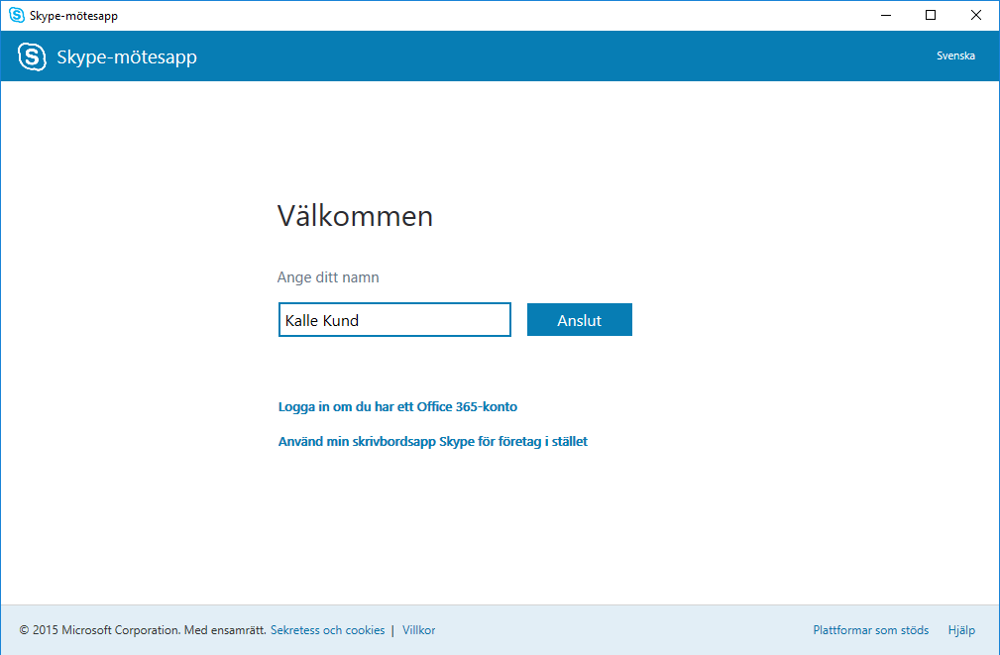 Skype-mötesapp
Skype-mötesapp
Svenska
Välkommen
Ange ditt namn
Kalle Kund
Anslut
Logga in om du har ett Office 365-konto
Använd min skrivbordsapp Skype för företag i stället
© 2015 Microsoft Corporation. Med ensamrätt. Sekretess och cookies | Villkor
Plattformar som stöds
Hjälp